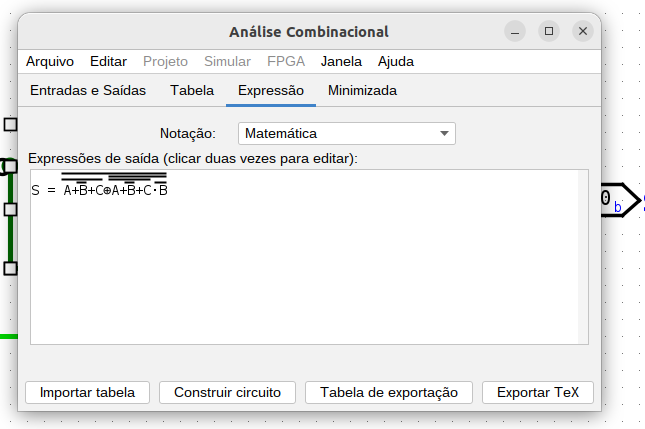 Análise Combinacional
Arquivo Editar Projeto Simular FPGA Janela Ajuda
Entradas e Saídas Tabela Expressão Minimizada
Notação: Matemática
Expressões de saída (clicar duas vezes para editar):
S = A+B+C⊕A+B+C·B
0 b
Importar tabela Construir circuito Tabela de exportação Exportar TeX